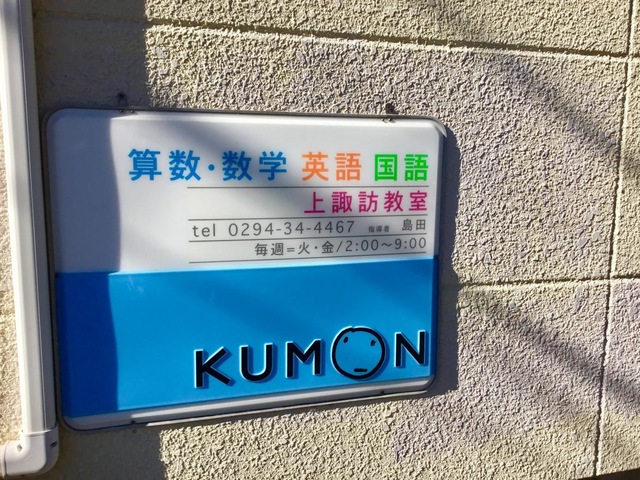 算数・数学 英語 国語
上諏訪教室
tel 0294-34-4467 指導者 島田
毎週=火・金/2:00～9:00
KUMON